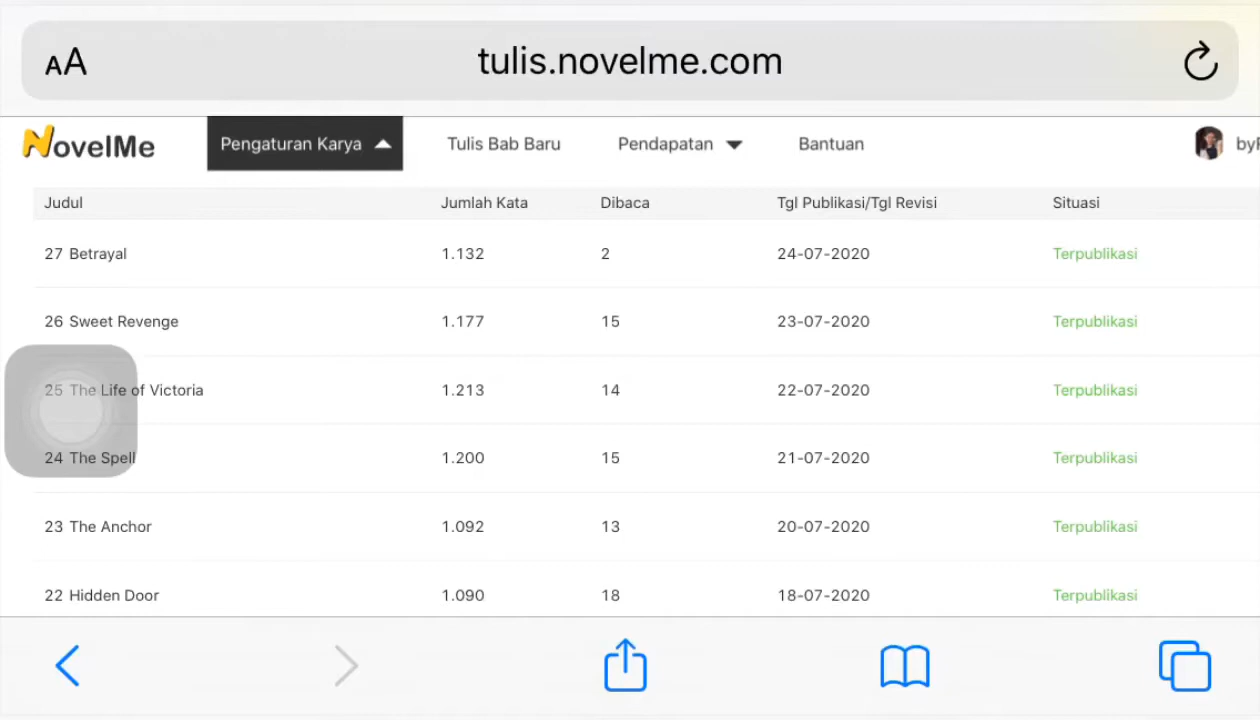 AA tulis.novelme.com
NovelMe Pengaturan Karya Tulis Bab Baru Pendapatan Bantuan
Judul Jumlah Kata Dibaca Tgl Publikasi/Tgl Revisi Situasi
27 Betrayal 1.132 2 24-07-2020 Terpublikasi
26 Sweet Revenge 1.177 15 23-07-2020 Terpublikasi
25 The Life of Victoria 1.213 14 22-07-2020 Terpublikasi
24 The Spell 1.200 15 21-07-2020 Terpublikasi
23 The Anchor 1.092 13 20-07-2020 Terpublikasi
22 Hidden Door 1.090 18 18-07-2020 Terpublikasi